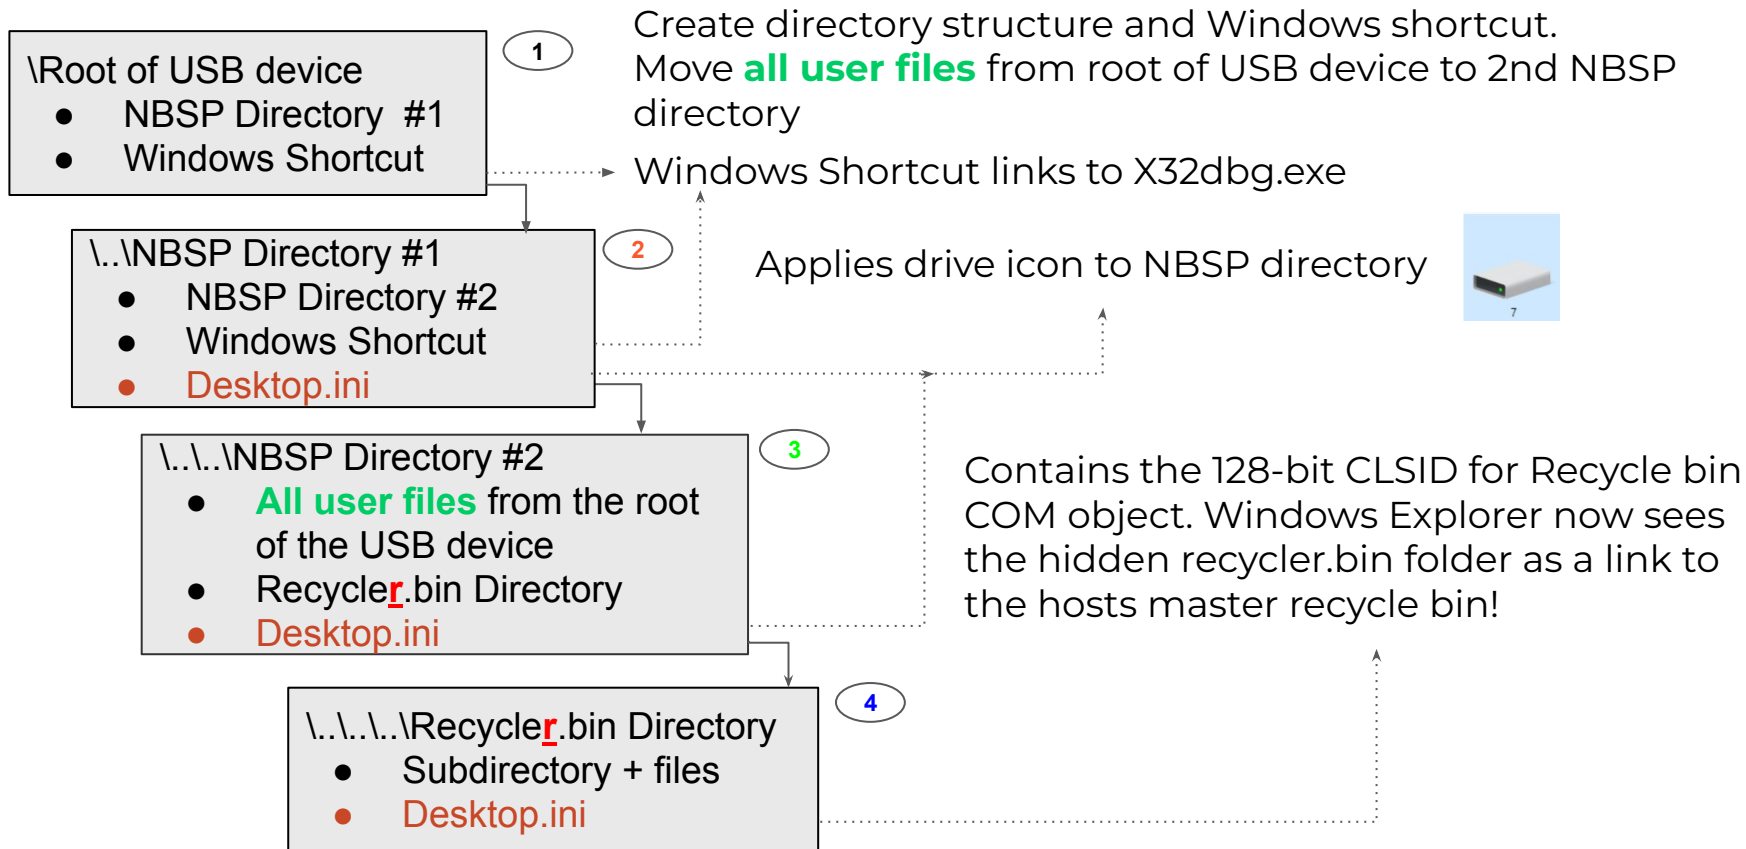 Create directory structure and Windows shortcut.
Move all user files from root of USB device to 2nd NBSP
directory
1
\Root of USB device
● NBSP Directory #1
● Windows Shortcut
Windows Shortcut links to X32dbg.exe
2
\..\NBSP Directory #1
● NBSP Directory #2
● Windows Shortcut
● Desktop.ini
Applies drive icon to NBSP directory
7
3
\..\..\NBSP Directory #2
● All user files from the root
of the USB device
● Recycler.bin Directory
● Desktop.ini
Contains the 128-bit CLSID for Recycle bin
COM object. Windows Explorer now sees
the hidden recycler.bin folder as a link to
the hosts master recycle bin!
4
\..\..\..\Recycler.bin Directory
● Subdirectory + files
● Desktop.ini